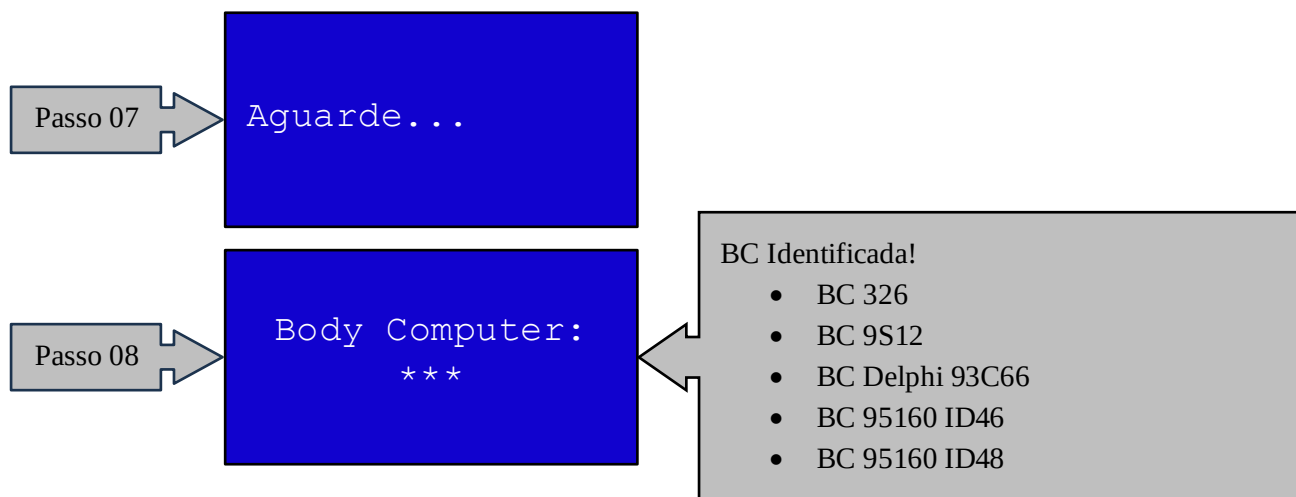 Passo 07
Aguarde...
Passo 08
Body Computer:
***
BC Identificada!
• BC 326
• BC 9S12
• BC Delphi 93C66
• BC 95160 ID46
• BC 95160 ID48